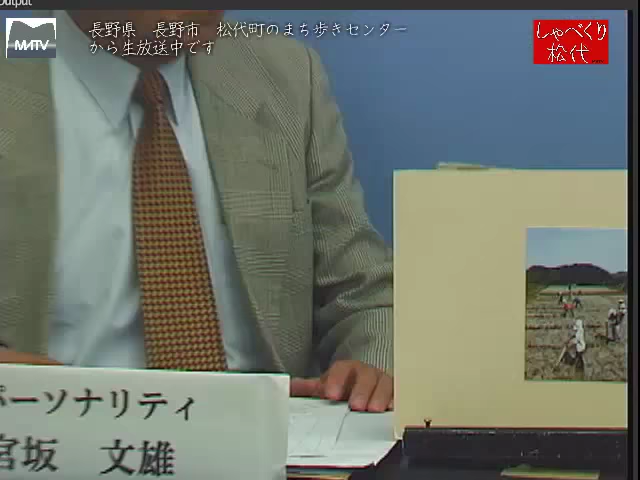 Output
MATV
長野県　長野市　松代町のまち歩きセンター
から生放送中です
しゃべくり
松代
パーソナリティ
宮坂　文雄